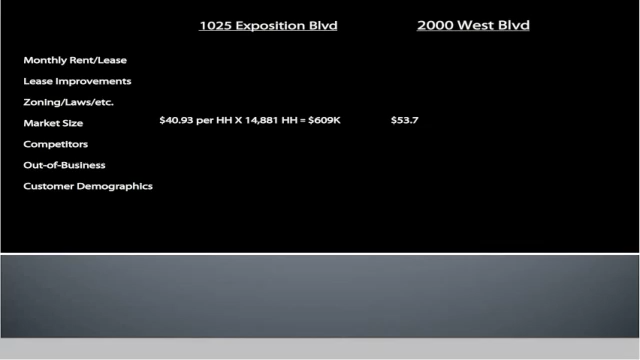 1025 Exposition Blvd 2000 West Blvd
Monthly Rent/Lease
Lease Improvements
Zoning/Laws/etc.
Market Size $40.93 per HH X 14,881 HH = $609K $53.7
Competitors
Out-of-Business
Customer Demographics